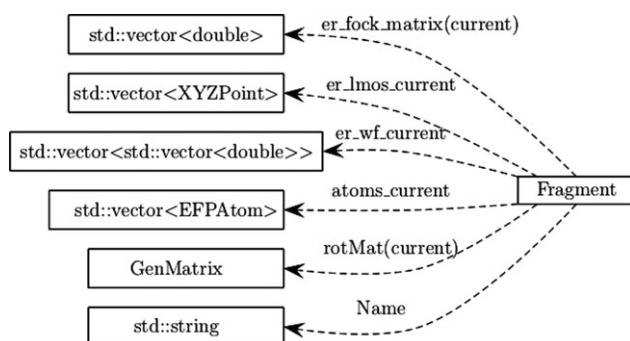 er_fock_matrix(current)
std::vector<double>
er_lmos_current
std::vector<XYZPoint>
er_wf_current
std::vector<std::vector<double>>
Fragment
atoms_current
std::vector<EFPAtom>
rotMat(current)
GenMatrix
Name
std::string